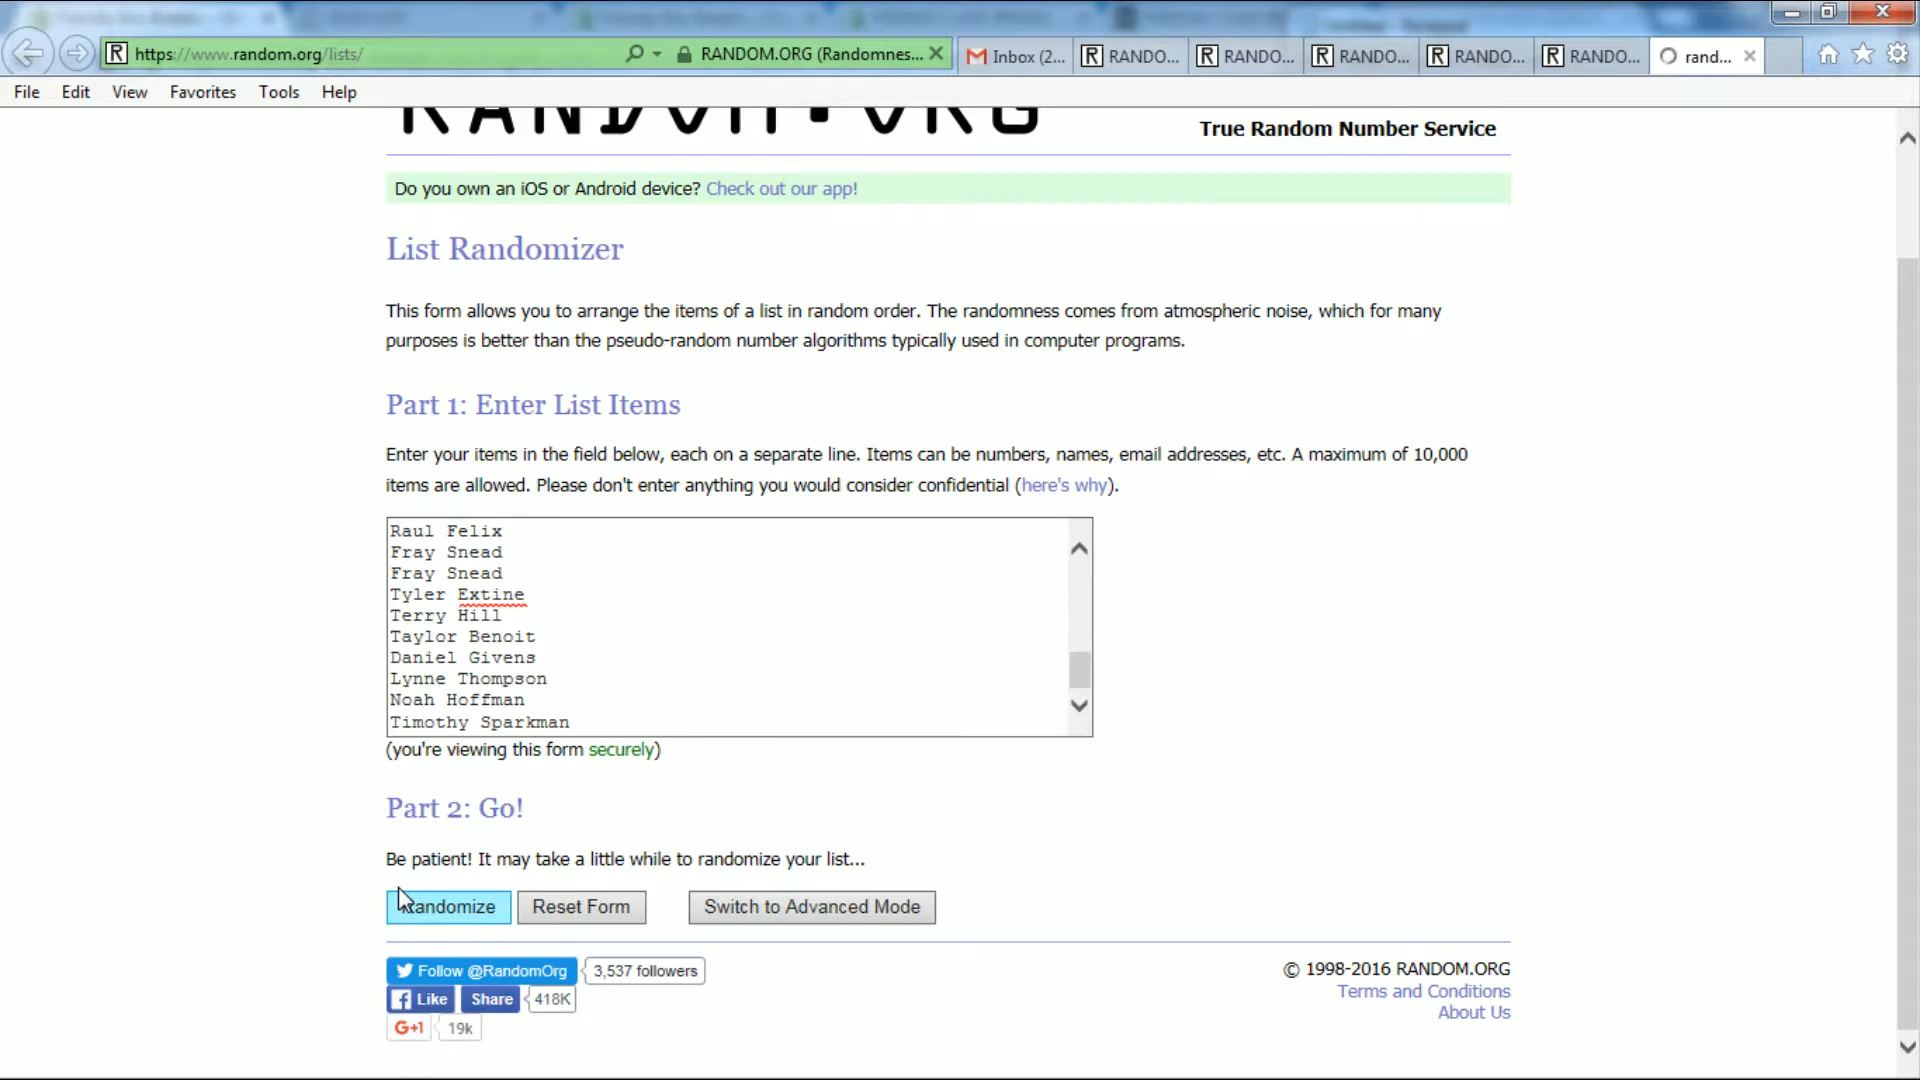 https://www.random.org/lists/
RANDOM.ORG (Randomnes...
Inbox (2...
RANDO...
RANDO...
RANDO...
RANDO...
RANDO...
rand...
File Edit View Favorites Tools Help
RANDOM.ORG
True Random Number Service
Do you own an iOS or Android device? Check out our app!
List Randomizer
This form allows you to arrange the items of a list in random order. The randomness comes from atmospheric noise, which for many
purposes is better than the pseudo-random number algorithms typically used in computer programs.
Part 1: Enter List Items
Enter your items in the field below, each on a separate line. Items can be numbers, names, email addresses, etc. A maximum of 10,000
items are allowed. Please don't enter anything you would consider confidential (here's why).
Raul Felix
Fray Snead
Fray Snead
Tyler Extine
Terry Hill
Taylor Benoit
Daniel Givens
Lynne Thompson
Noah Hoffman
Timothy Sparkman
(you're viewing this form securely)
Part 2: Go!
Be patient! It may take a little while to randomize your list...
Randomize Reset Form Switch to Advanced Mode
Follow @RandomOrg 3,537 followers
Like Share 418K
G+1 19k
© 1998-2016 RANDOM.ORG
Terms and Conditions
About Us